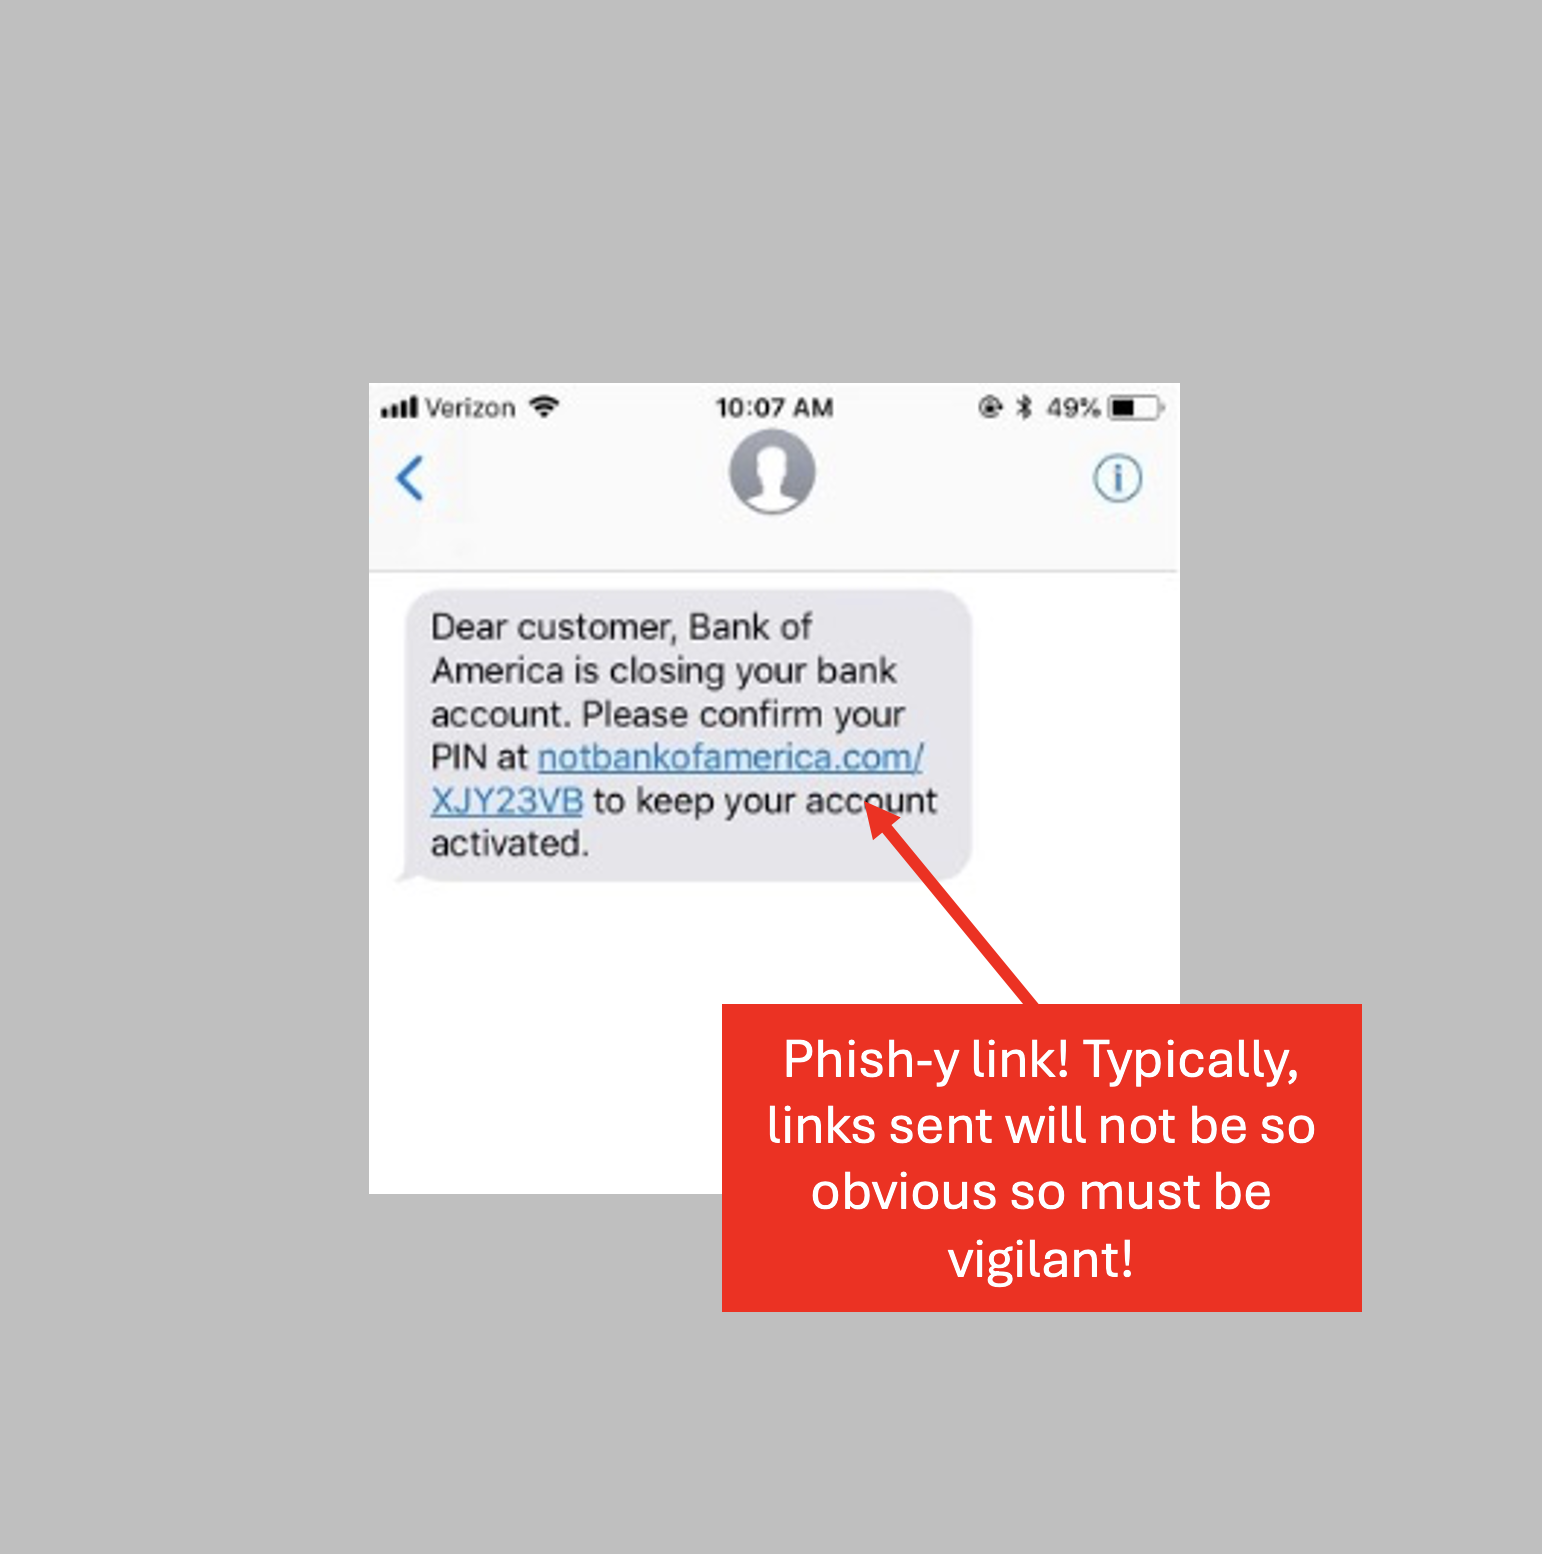 Verizon 10:07 AM 49%
Dear customer, Bank of
America is closing your bank
account. Please confirm your
PIN at notbankofamerica.com/
XJY23VB to keep your account
activated.
Phish-y link! Typically,
links sent will not be so
obvious so must be
vigilant!